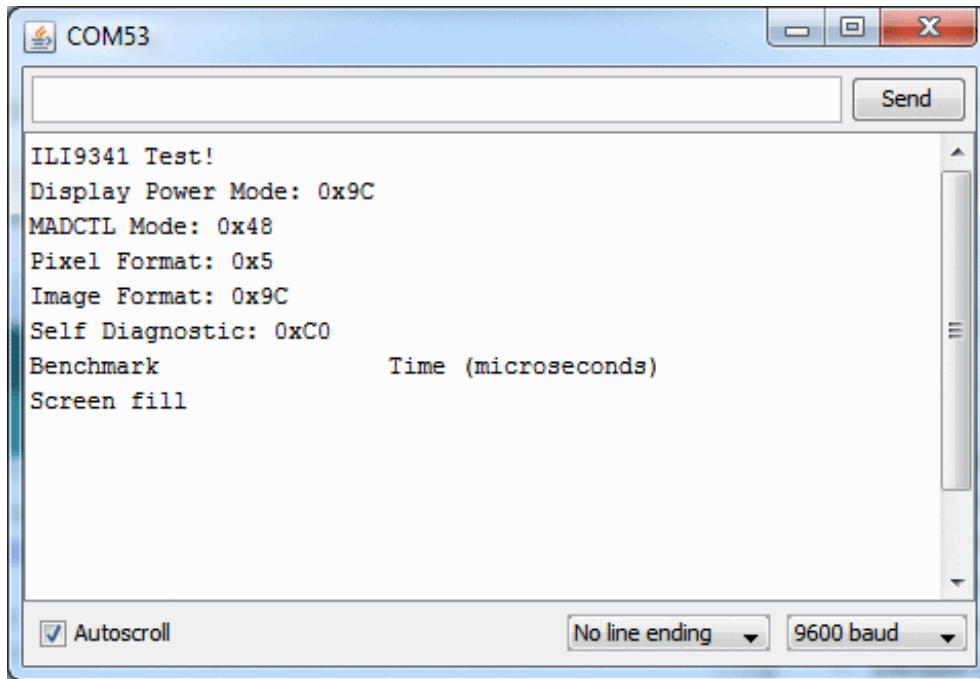 COM53
Send
ILI9341 Test!
Display Power Mode: 0x9C
MADCTL Mode: 0x48
Pixel Format: 0x5
Image Format: 0x9C
Self Diagnostic: 0xC0
Benchmark                Time (microseconds)
Screen fill
Autoscroll
No line ending
9600 baud